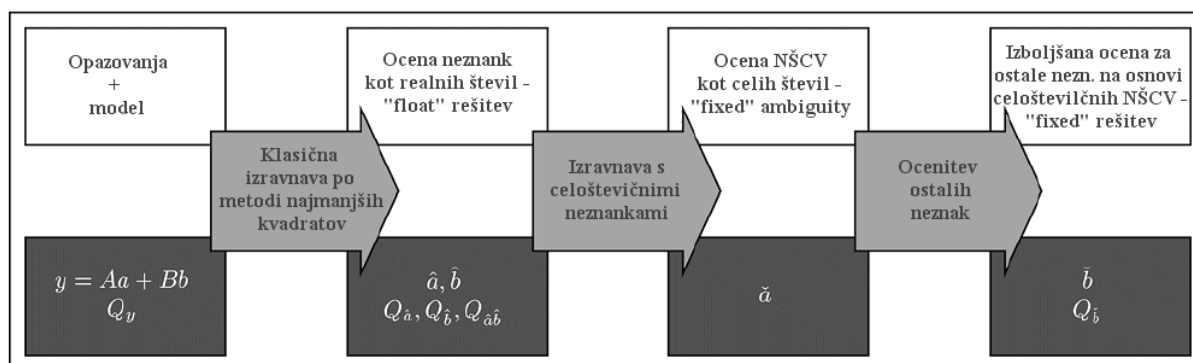 Opazovanja
+
model
Ocena neznank
kot realnih števil -
"float" rešitev
Ocena NŠCV
kot celih števil -
"fixed" ambiguity
Izboljšana ocena za
ostale nezn. na osnovi
celoštevilčnih NŠCV -
"fixed" rešitev
Klasična
izravnava po
metodi najmanjših
kvadratov
Izravnava s
celoštevičnimi
neznankami
Ocenitev
ostalih
neznak
y = Aa + Bb
Q_y
â, b̂
Q_â, Q_b̂, Q_âb̂
ǎ
b̌
Q_b̌